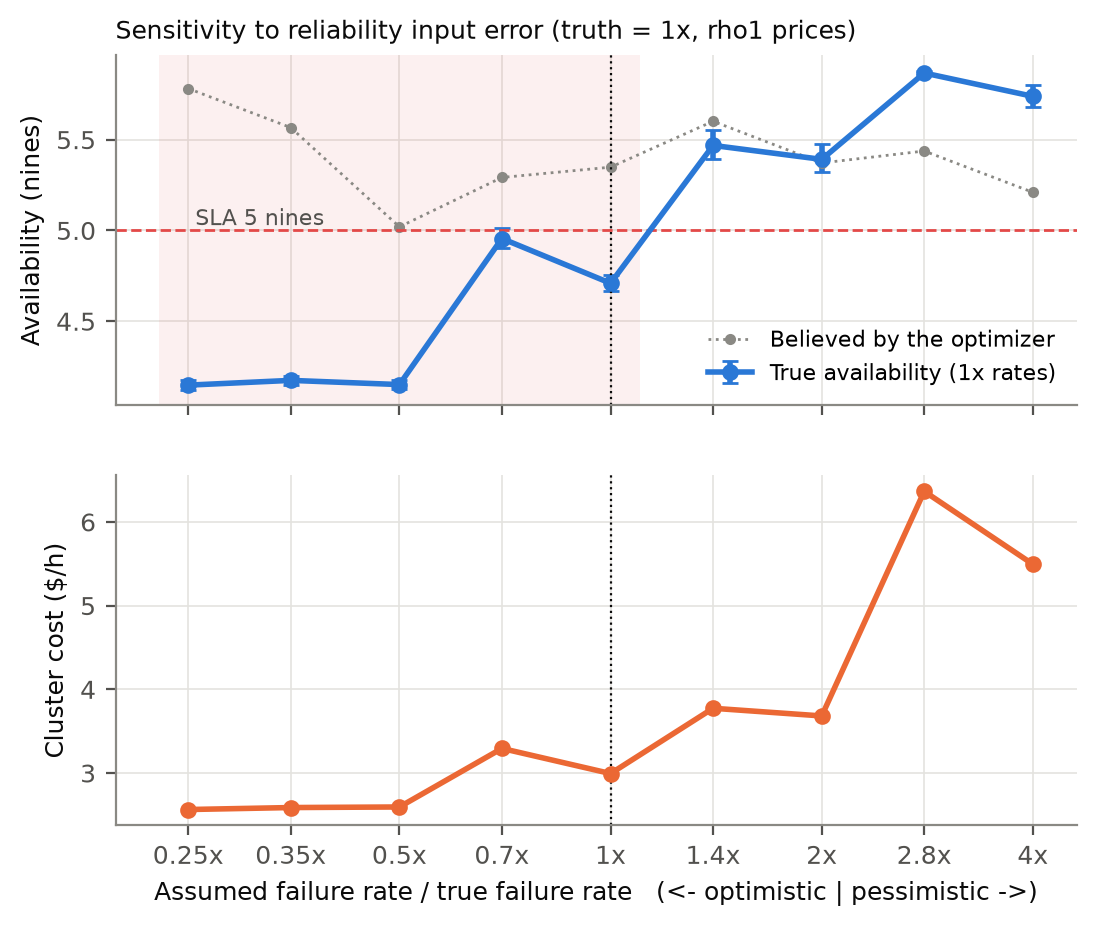 Sensitivity to reliability input error (truth = 1x, rho1 prices)
Availability (nines)
5.5
5.0
4.5
SLA 5 nines
Believed by the optimizer
True availability (1x rates)
Cluster cost ($/h)
6
5
4
3
0.25x 0.35x 0.5x 0.7x 1x 1.4x 2x 2.8x 4x
Assumed failure rate / true failure rate (<- optimistic | pessimistic ->)